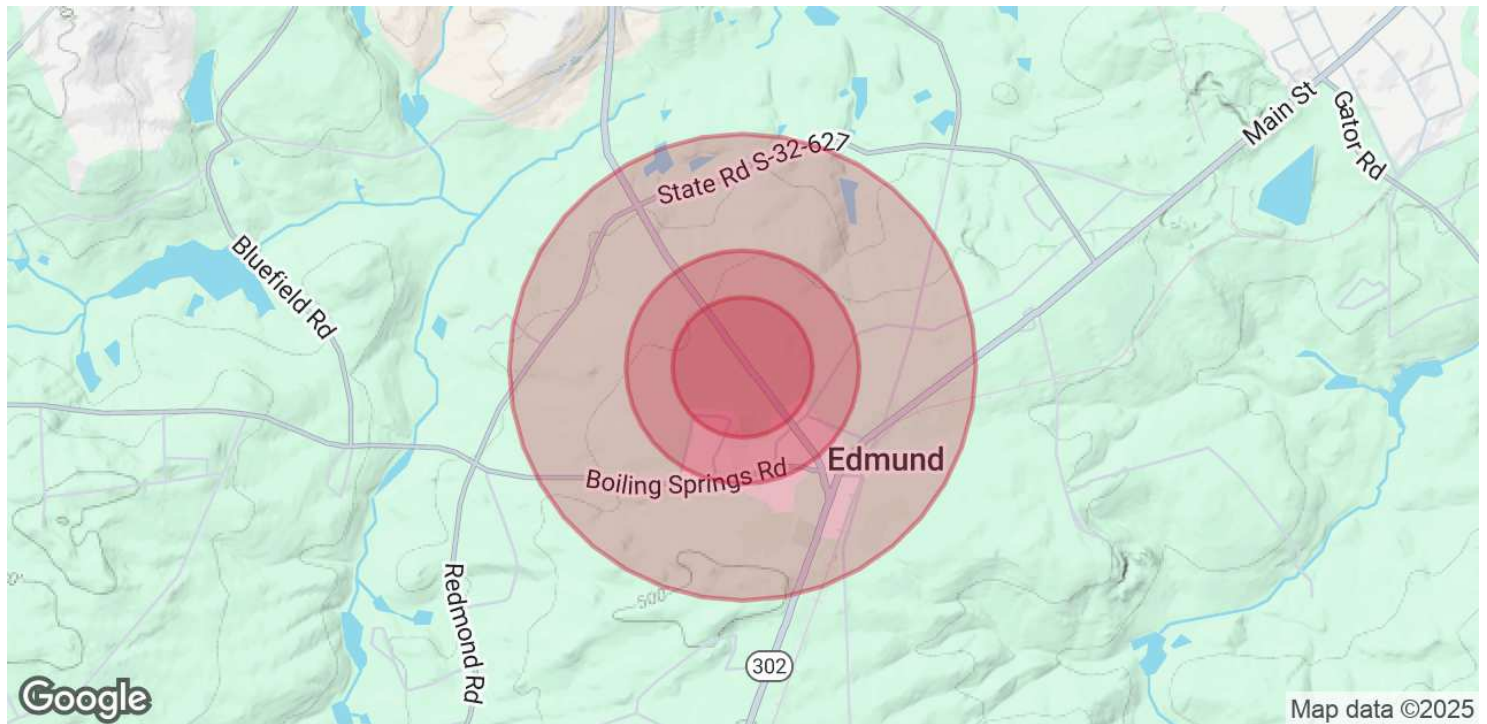 State Rd S-32-627
Main St
Gator Rd
Bluefield Rd
Edmund
Boiling Springs Rd
500
Redmond Rd
302
Google
Map data ©2025